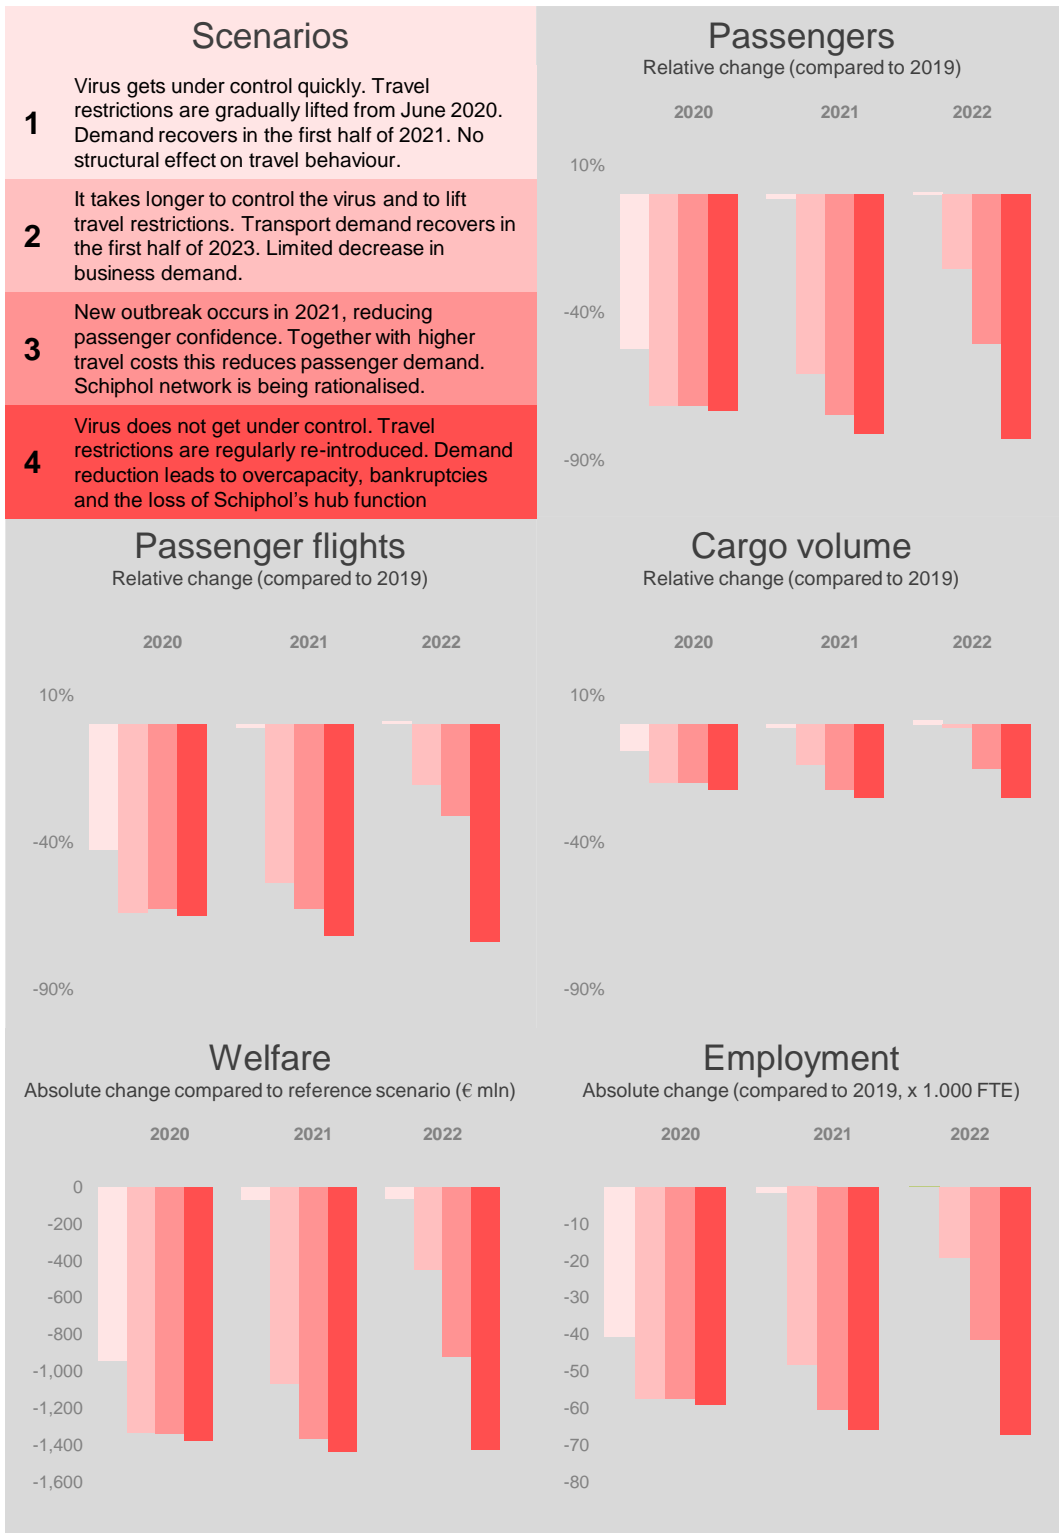 Scenarios
1
Virus gets under control quickly. Travel
restrictions are gradually lifted from June 2020.
Demand recovers in the first half of 2021. No
structural effect on travel behaviour.
2
It takes longer to control the virus and to lift
travel restrictions. Transport demand recovers in
the first half of 2023. Limited decrease in
business demand.
3
New outbreak occurs in 2021, reducing
passenger confidence. Together with higher
travel costs this reduces passenger demand.
Schiphol network is being rationalised.
4
Virus does not get under control. Travel
restrictions are regularly re-introduced. Demand
reduction leads to overcapacity, bankruptcies
and the loss of Schiphol's hub function
Passengers
Relative change (compared to 2019)
2020 2021 2022
10%
-40%
-90%
Passenger flights
Relative change (compared to 2019)
2020 2021 2022
10%
-40%
-90%
Cargo volume
Relative change (compared to 2019)
2020 2021 2022
10%
-40%
-90%
Welfare
Absolute change compared to reference scenario (€ mln)
2020 2021 2022
0
-200
-400
-600
-800
-1,000
-1,200
-1,400
-1,600
Employment
Absolute change (compared to 2019, x 1.000 FTE)
2020 2021 2022
-10
-20
-30
-40
-50
-60
-70
-80